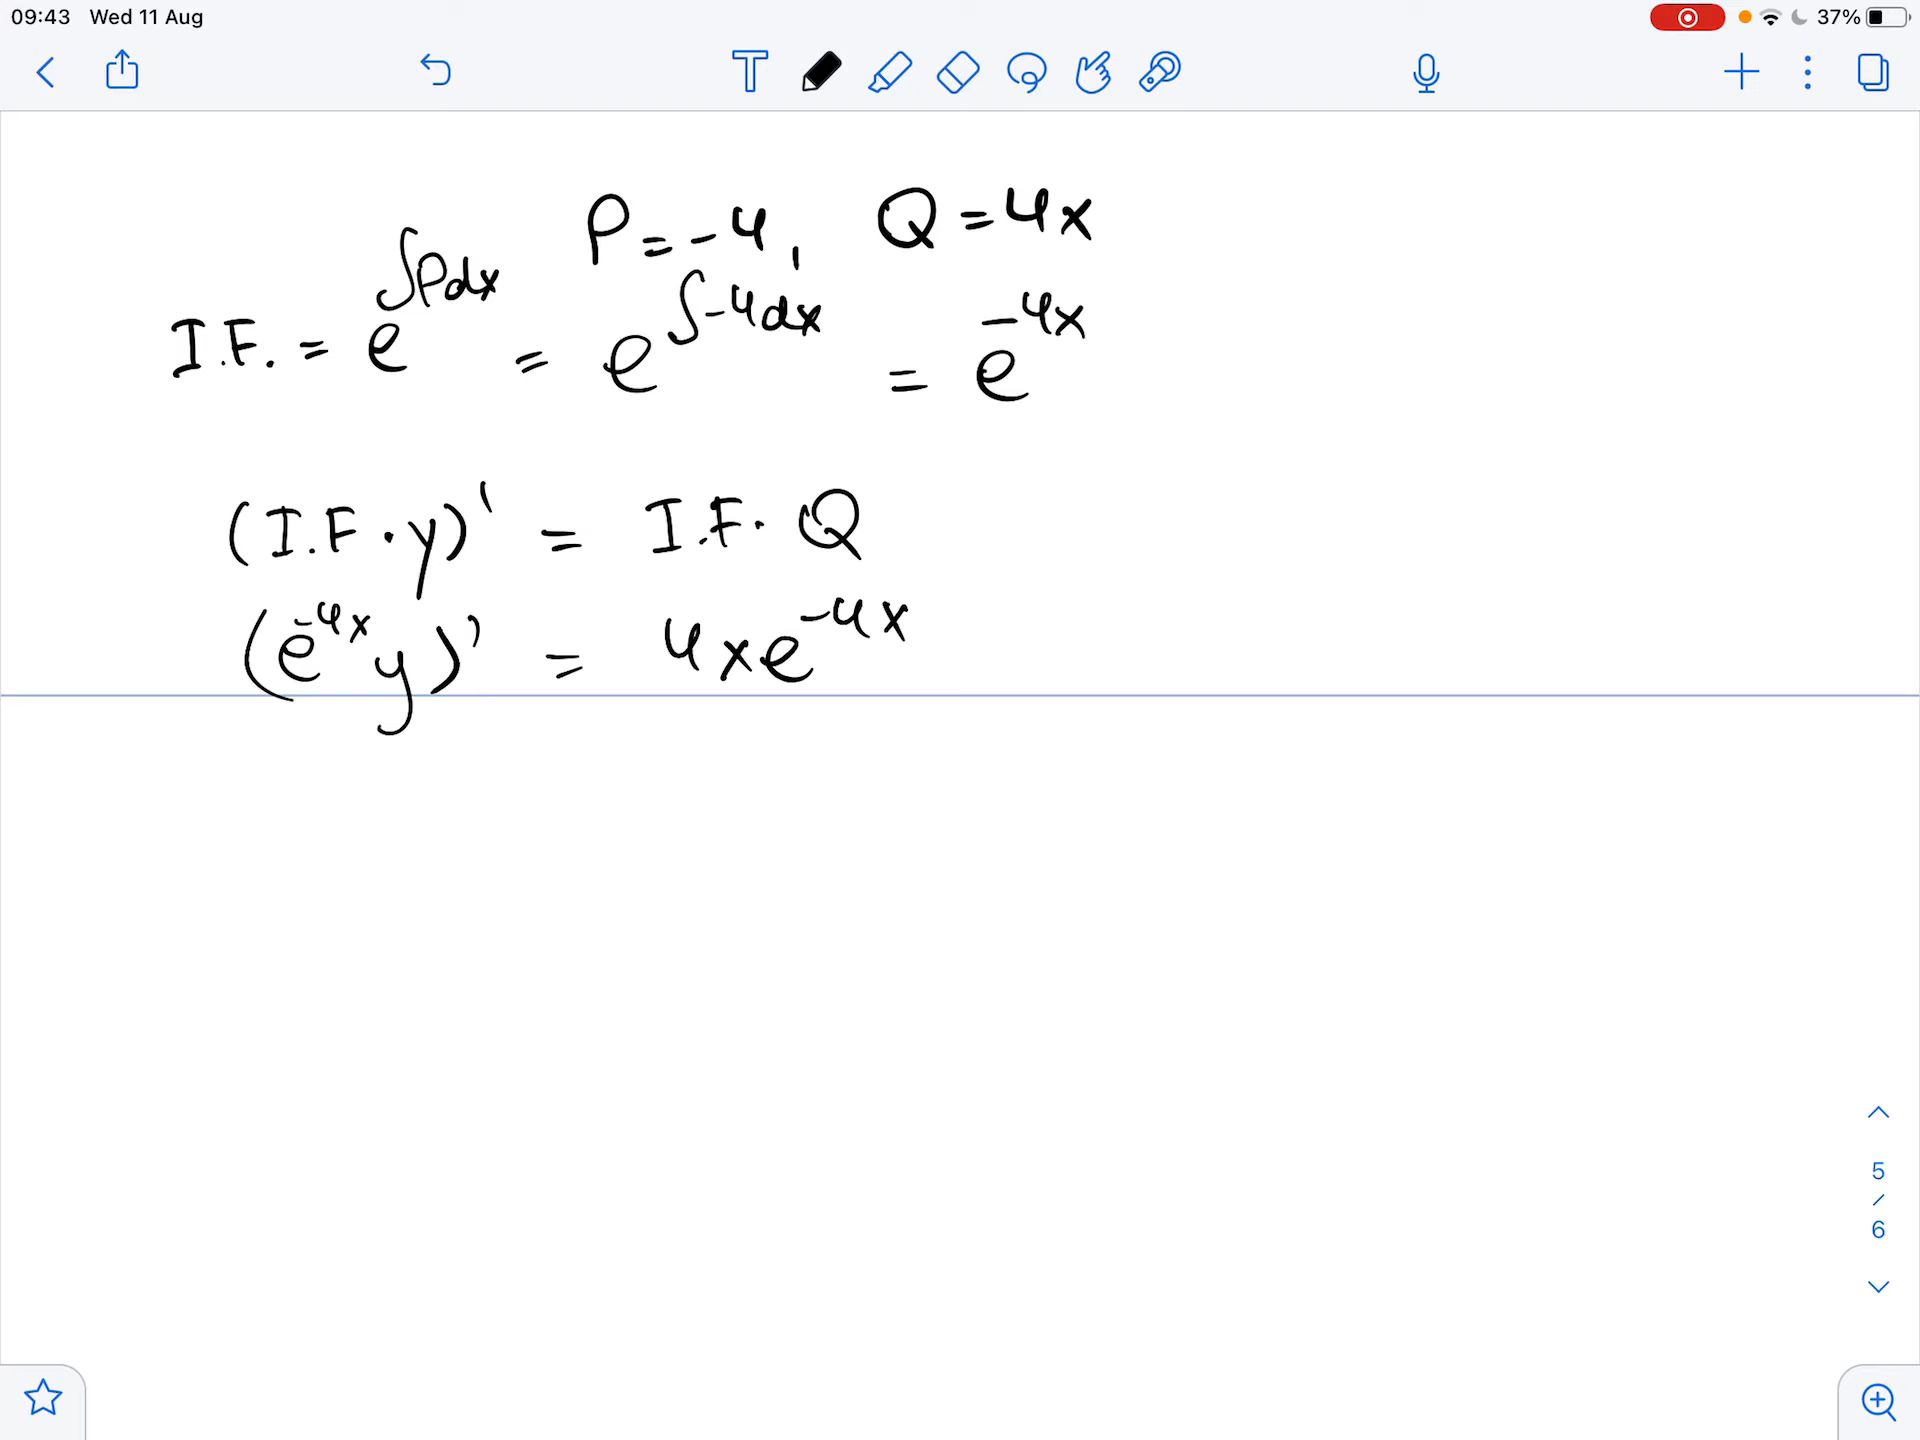 09:43 Wed 11 Aug 37%
T
P = -4, Q = 4x
I.F. = e^{∫Pdx} = e^{∫-4dx} = e^{-4x}
(I.F · y)' = I.F. Q
(e^{-4x} y)' = 4xe^{-4x}
5
/
6